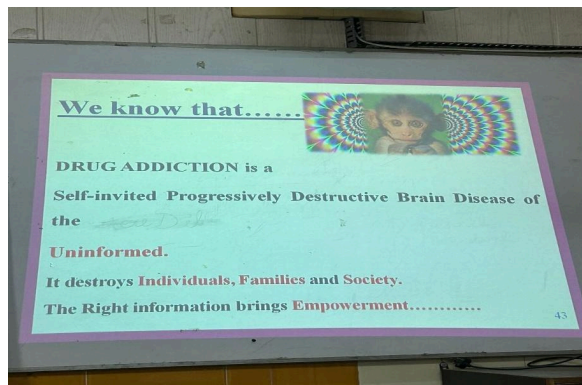 We know that......
DRUG ADDICTION is a
Self-invited Progressively Destructive Brain Disease of
the
Uninformed.
It destroys Individuals, Families and Society.
The Right information brings Empowerment............
43